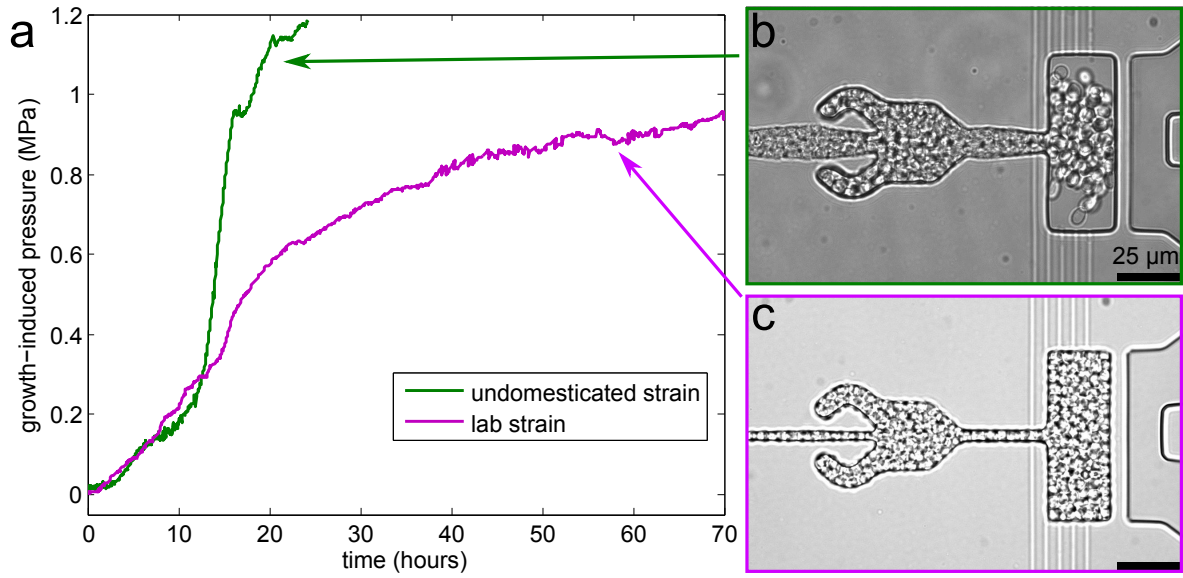 a
growth-induced pressure (MPa)
1.2
1
0.8
0.6
0.4
0.2
0
0 10 20 30 40 50 60 70
time (hours)
undomesticated strain
lab strain
b
25 µm
c